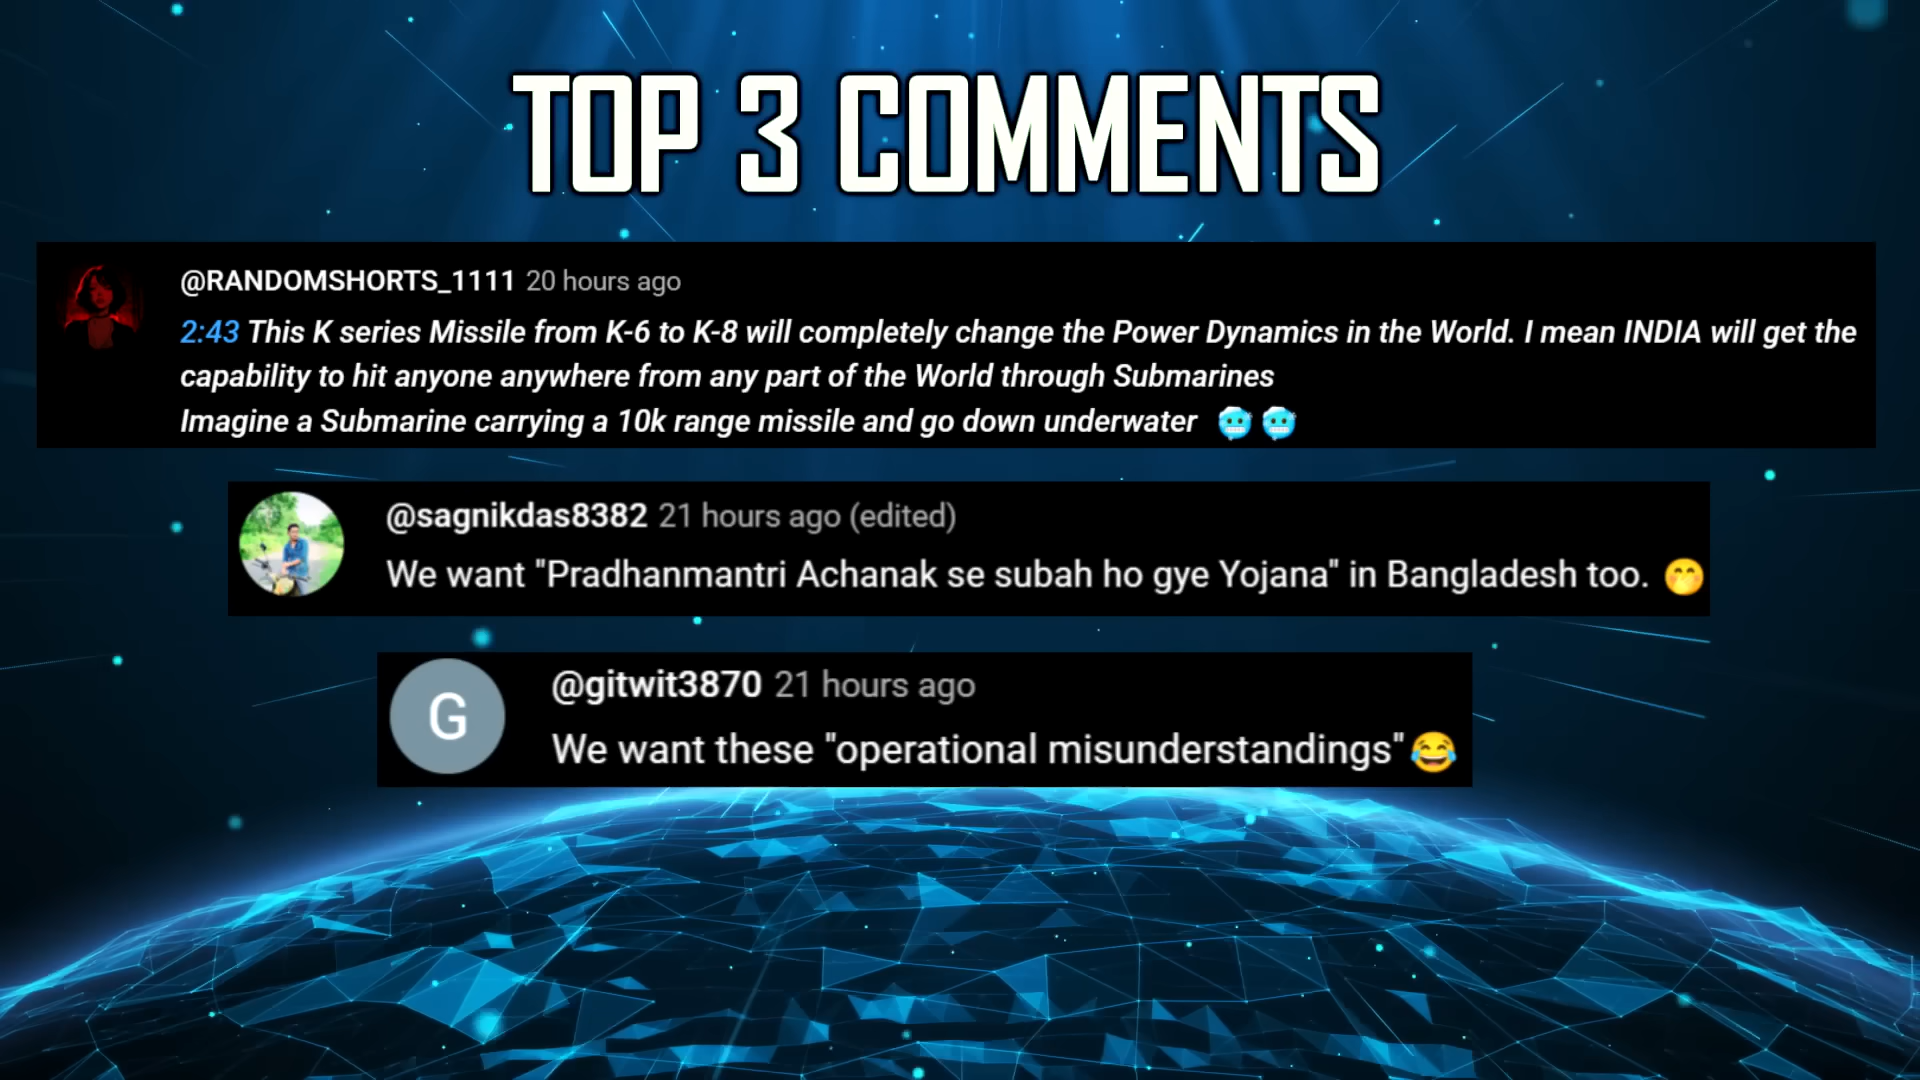 TOP 3 COMMENTS
@RANDOMSHORTS_1111 20 hours ago
2:43 This K series Missile from K-6 to K-8 will completely change the Power Dynamics in the World. I mean INDIA will get the
capability to hit anyone anywhere from any part of the World through Submarines
Imagine a Submarine carrying a 10k range missile and go down underwater 🥶🥶
@sagnikdas8382 21 hours ago (edited)
We want "Pradhanmantri Achanak se subah ho gye Yojana" in Bangladesh too. 🤭
G
@gitwit3870 21 hours ago
We want these "operational misunderstandings"😂